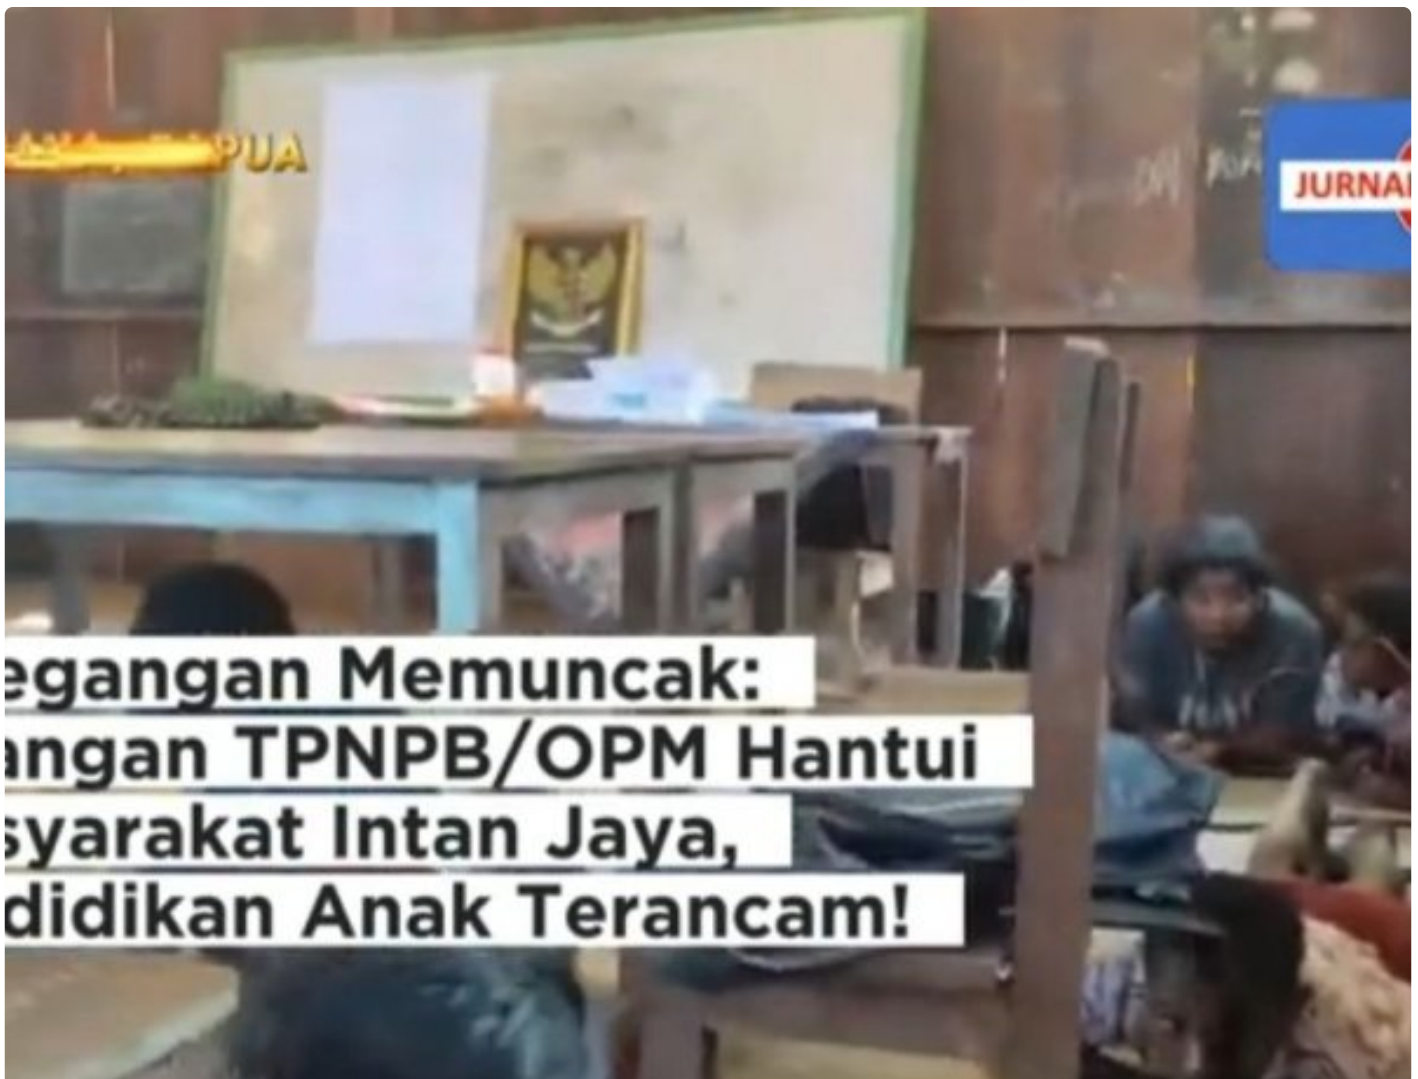 PUA
JURNA
egangan Memuncak:
angan TPNPB/OPM Hantui
syarakat Intan Jaya,
didikan Anak Terancam!